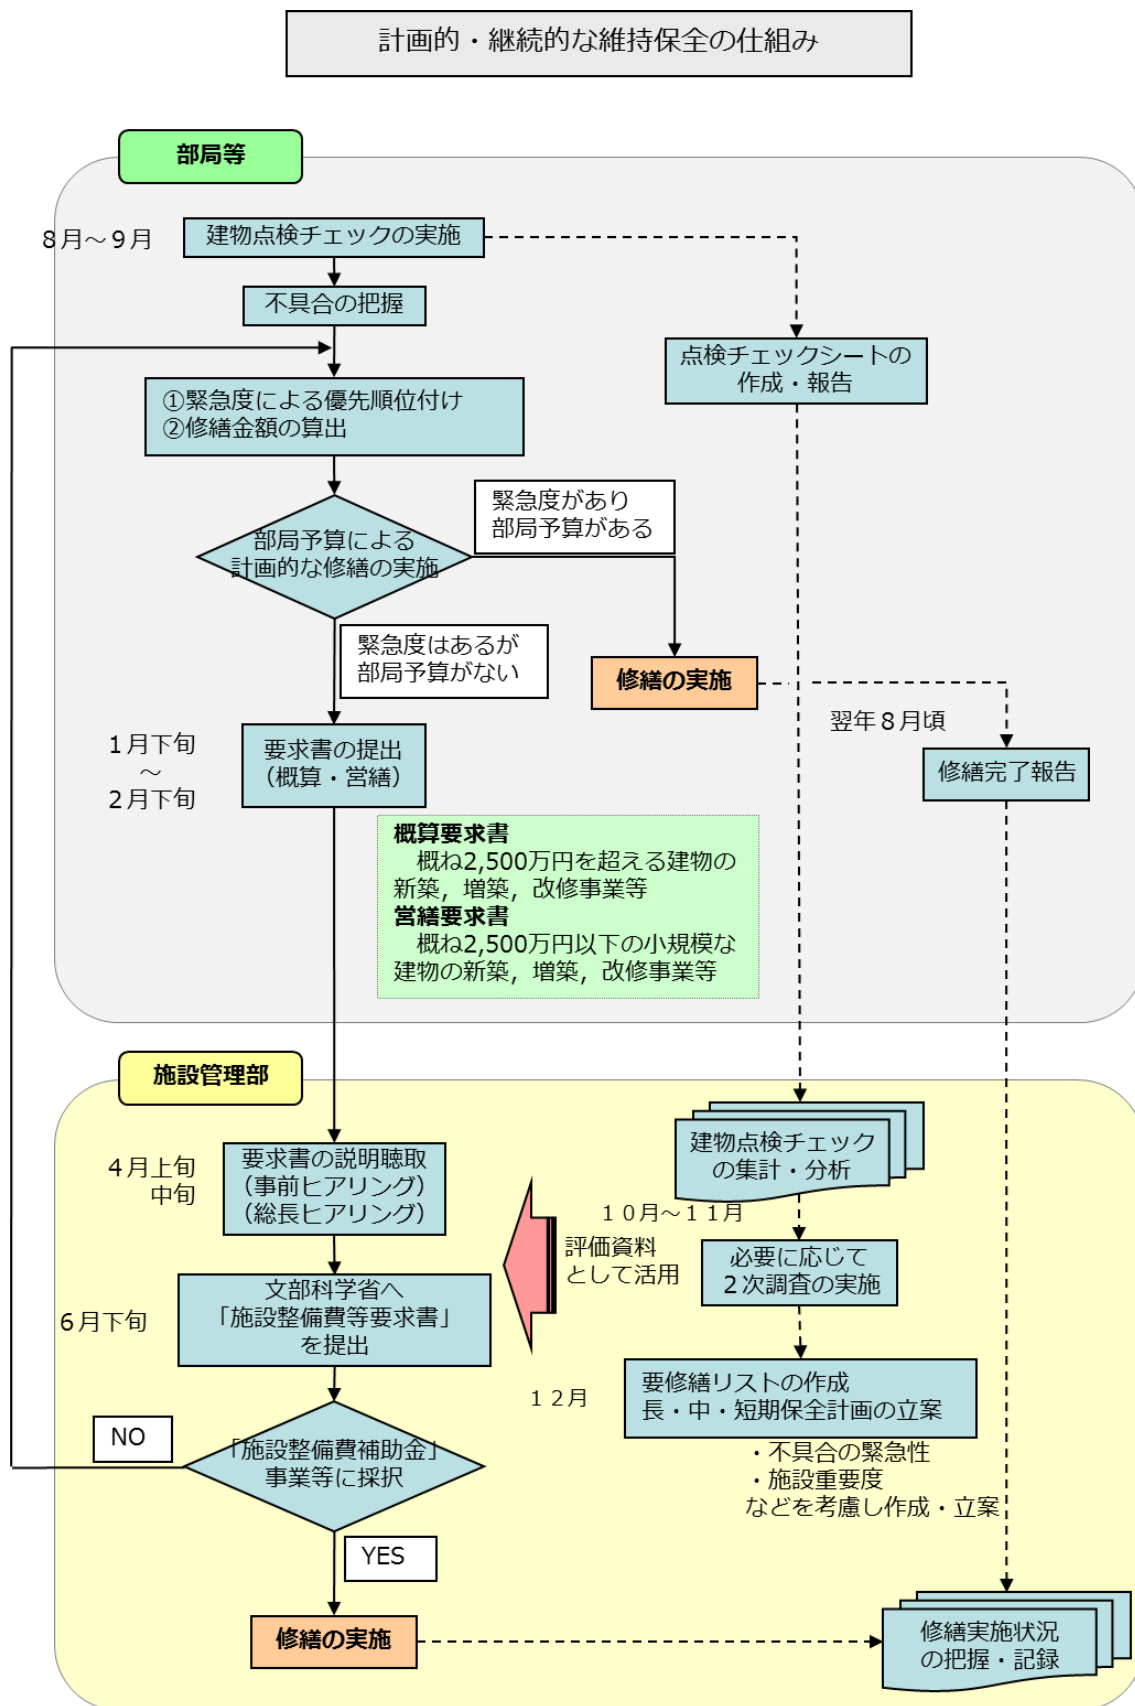 計画的・継続的な維持保全の仕組み
部局等
8月～9月
建物点検チェックの実施
不具合の把握
点検チェックシートの
作成・報告
①緊急度による優先順位付け
②修繕金額の算出
緊急度があり
部局予算がある
部局予算による
計画的な修繕の実施
緊急度はあるが
部局予算がない
修繕の実施
翌年８月頃
修繕完了報告
１月下旬
～
２月下旬
要求書の提出
（概算・営繕）
概算要求書
　概ね2,500万円を超える建物の
新築，増築，改修事業等
営繕要求書
　概ね2,500万円以下の小規模な
建物の新築，増築，改修事業等
施設管理部
４月上旬
中旬
要求書の説明聴取
（事前ヒアリング）
（総長ヒアリング）
建物点検チェック
の集計・分析
１０月～１１月
評価資料
として活用
必要に応じて
２次調査の実施
６月下旬
文部科学省へ
「施設整備費等要求書」
を提出
１２月
要修繕リストの作成
長・中・短期保全計画の立案
・不具合の緊急性
・施設重要度
などを考慮し作成・立案
NO
「施設整備費補助金」
事業等に採択
YES
修繕の実施
修繕実施状況
の把握・記録